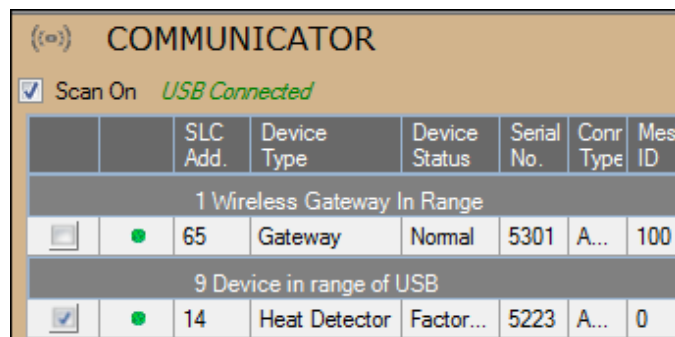 COMMUNICATOR
Scan On USB Connected
SLC Add. Device Type Device Status Serial No. Conr Type Mes ID
1 Wireless Gateway In Range
65 Gateway Normal 5301 A... 100
9 Device in range of USB
14 Heat Detector Factor... 5223 A... 0